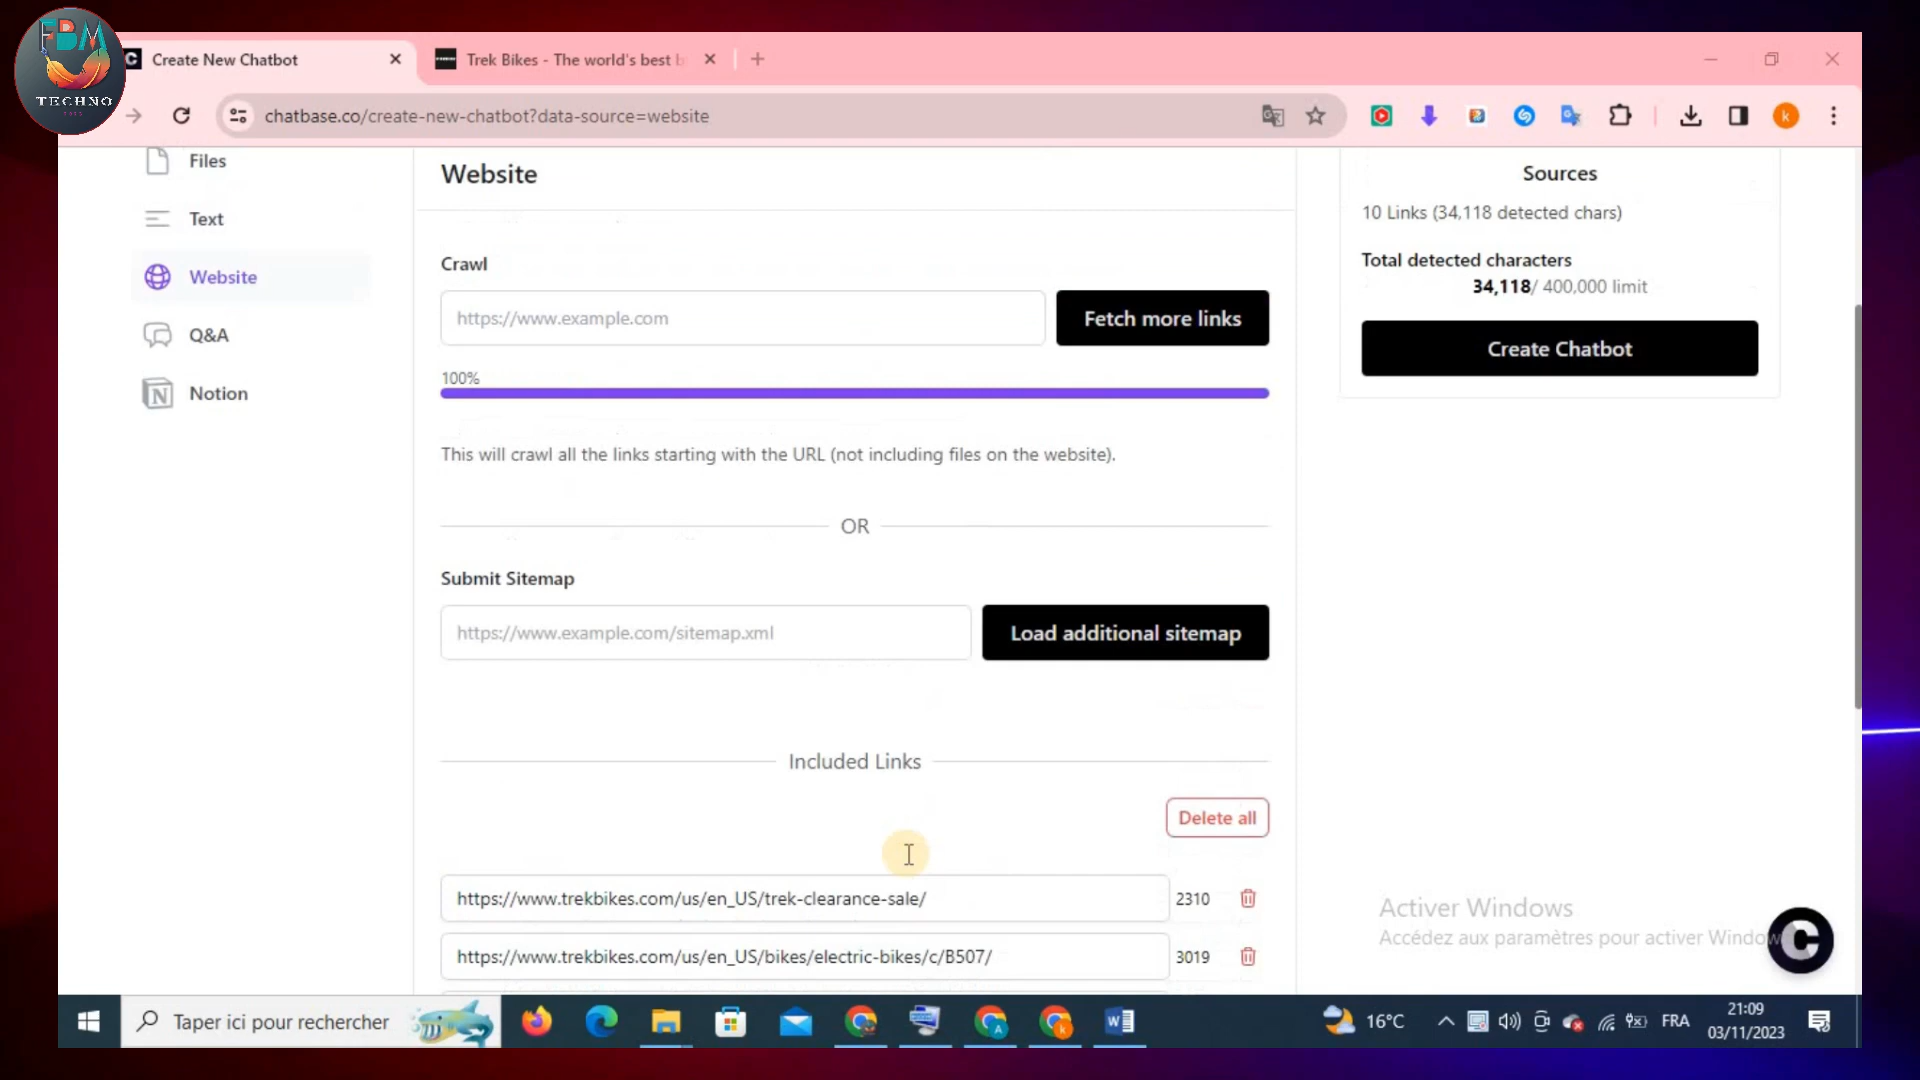 FBM
TECHNO
Create New Chatbot
Trek Bikes - The world's best b
chatbase.co/create-new-chatbot?data-source=website
k
Files
Text
Website
Q&A
Notion
Website
Crawl
https://www.example.com
Fetch more links
100%
This will crawl all the links starting with the URL (not including files on the website).
OR
Submit Sitemap
https://www.example.com/sitemap.xml
Load additional sitemap
Included Links
Delete all
https://www.trekbikes.com/us/en_US/trek-clearance-sale/
2310
https://www.trekbikes.com/us/en_US/bikes/electric-bikes/c/B507/
3019
Sources
10 Links (34,118 detected chars)
Total detected characters
34,118/ 400,000 limit
Create Chatbot
Activer Windows
Accédez aux paramètres pour activer Window
Taper ici pour rechercher
16°C
FRA
21:09
03/11/2023